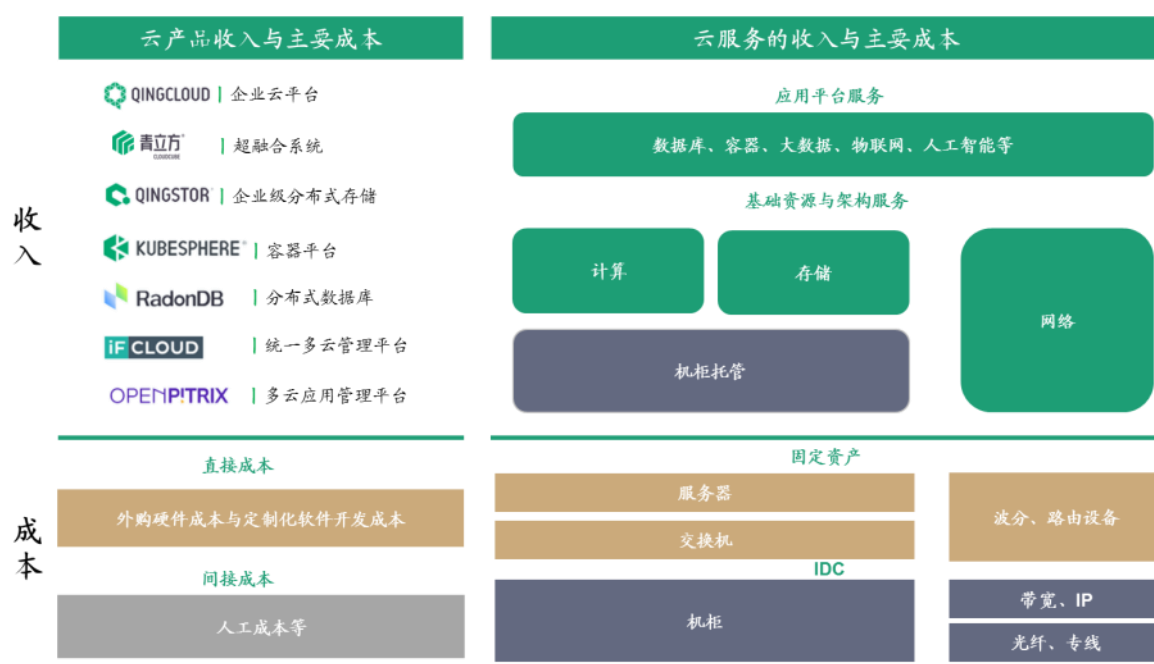 云产品收入与主要成本
云服务的收入与主要成本
收入
QINGCLOUD | 企业云平台
青立方® CLOUDCUBE | 超融合系统
QINGSTOR® | 企业级分布式存储
KUBESPHERE® | 容器平台
RadonDB | 分布式数据库
iF CLOUD | 统一多云管理平台
OPENPITRIX | 多云应用管理平台
应用平台服务
数据库、容器、大数据、物联网、人工智能等
基础资源与架构服务
计算
存储
网络
机柜托管
成本
直接成本
外购硬件成本与定制化软件开发成本
间接成本
人工成本等
固定资产
服务器
交换机
波分、路由设备
IDC
机柜
带宽、IP
光纤、专线